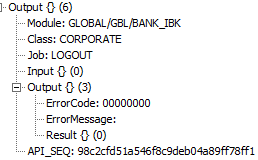 Output {} (6)
Module: GLOBAL/GBL/BANK_IBK
Class: CORPORATE
Job: LOGOUT
Input {} (0)
Output {} (3)
ErrorCode: 00000000
ErrorMessage:
Result {} (0)
API_SEQ: 98c2cfd51a546f8c9deb04a89ff78ff1